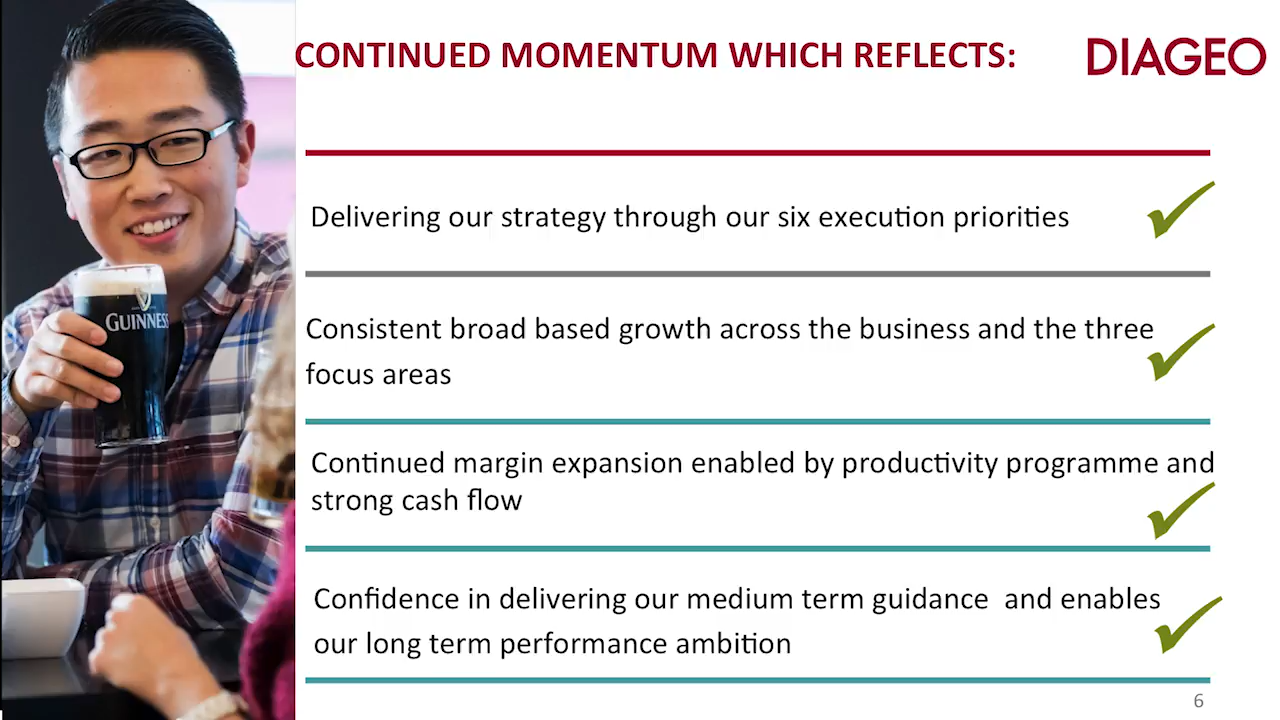 CONTINUED MOMENTUM WHICH REFLECTS:
DIAGEO
Delivering our strategy through our six execution priorities
Consistent broad based growth across the business and the three
focus areas
Continued margin expansion enabled by productivity programme and
strong cash flow
Confidence in delivering our medium term guidance  and enables
our long term performance ambition
GUINNESS
6